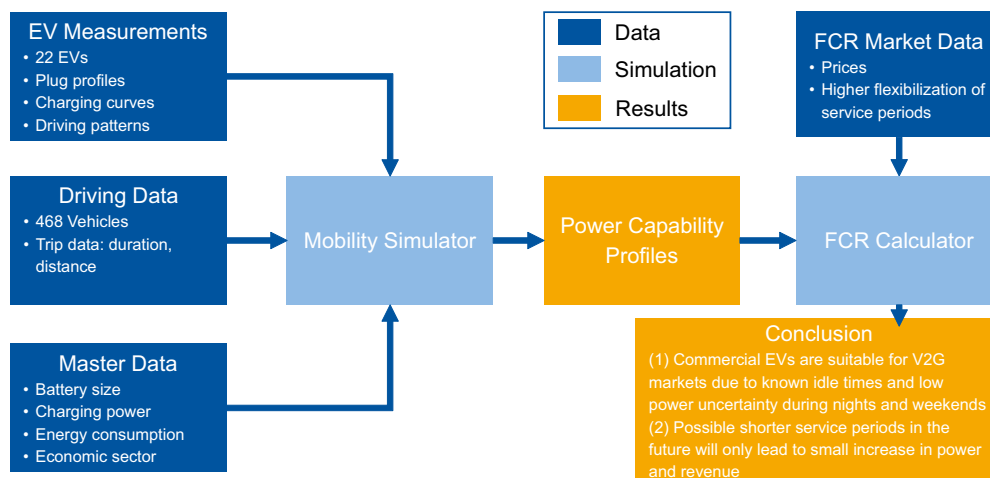 EV Measurements
• 22 EVs
• Plug profiles
• Charging curves
• Driving patterns
Data
Simulation
Results
FCR Market Data
• Prices
• Higher flexibilization of
service periods
Driving Data
• 468 Vehicles
• Trip data: duration,
distance
Mobility Simulator
Power Capability
Profiles
FCR Calculator
Master Data
• Battery size
• Charging power
• Energy consumption
• Economic sector
Conclusion
(1) Commercial EVs are suitable for V2G
markets due to known idle times and low
power uncertainty during nights and weekends
(2) Possible shorter service periods in the
future will only lead to small increase in power
and revenue